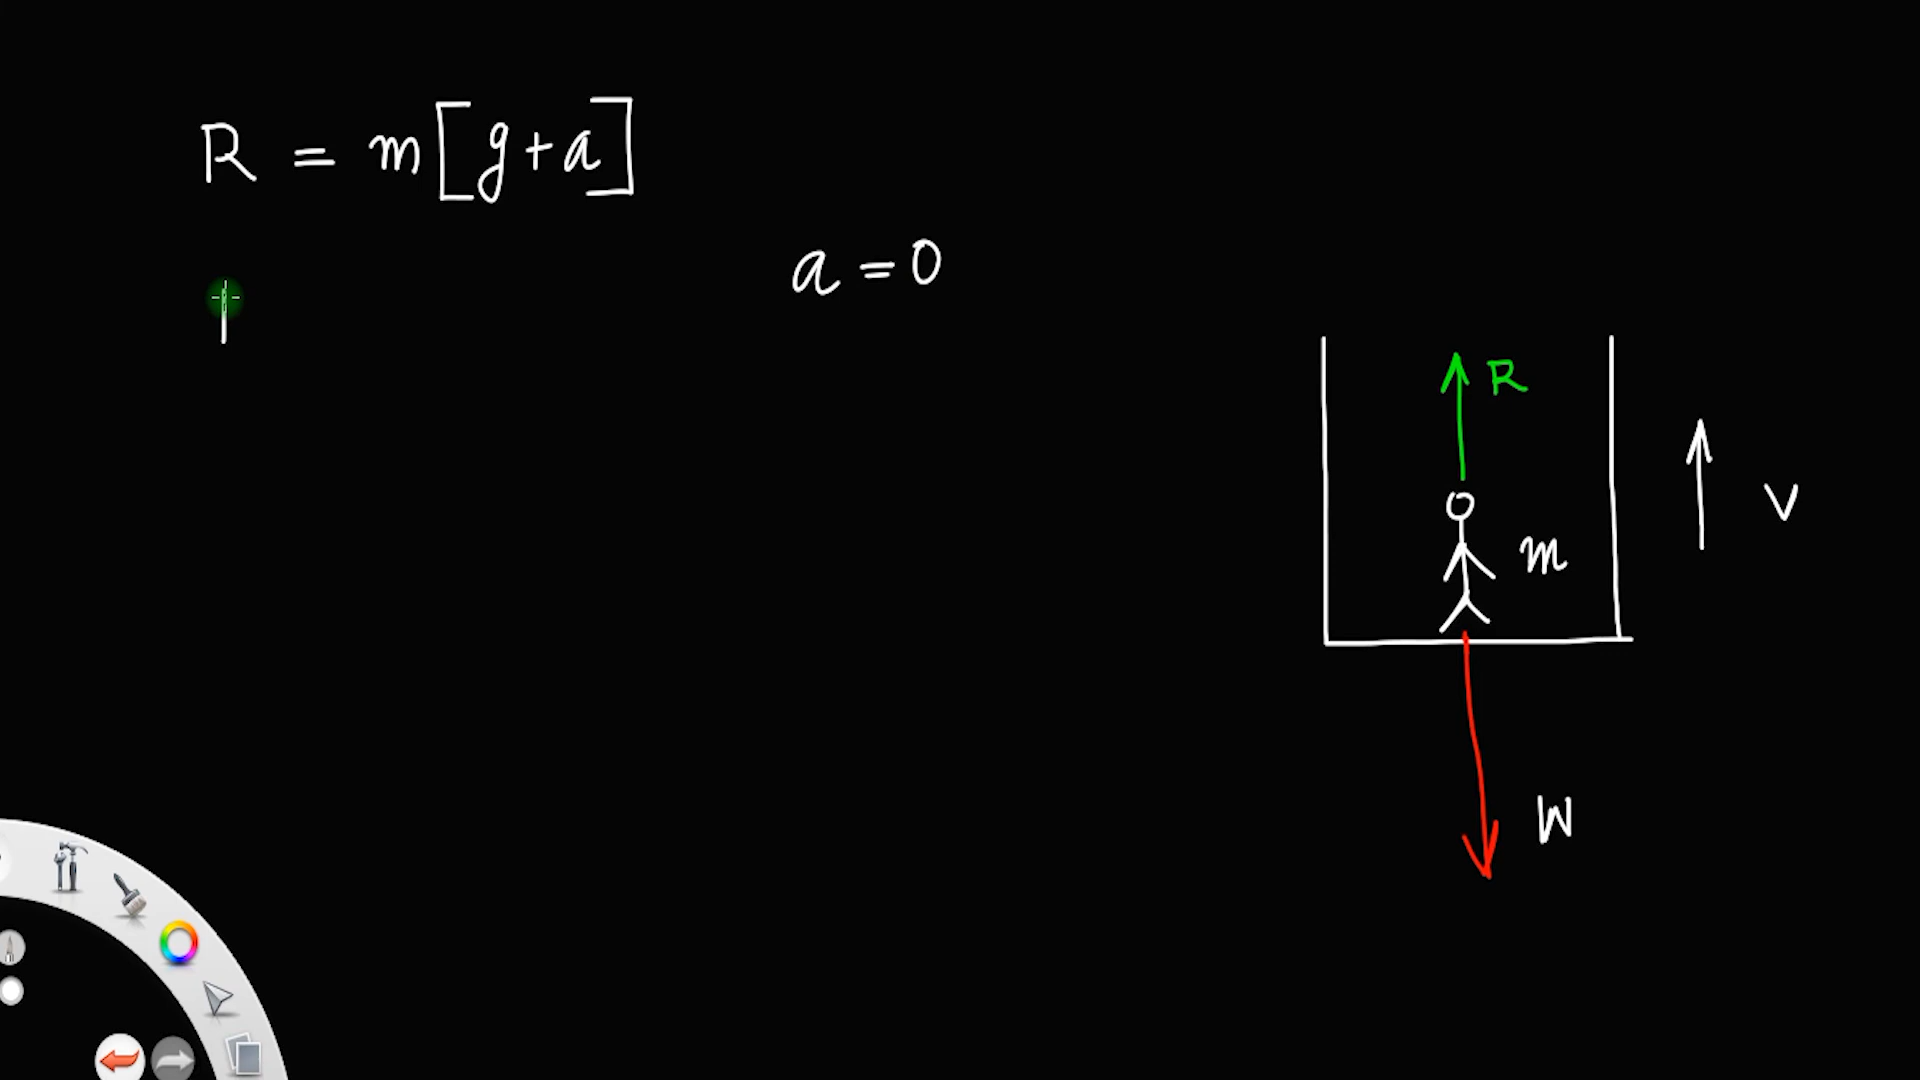 R = m[g+a]
a = 0
R
m
V
W